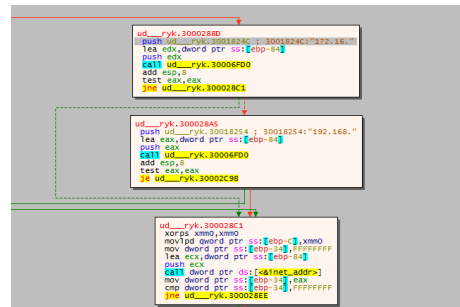 ud___ryk.3000288D
push ud___ryk.3001824C ; 3001824C:"172.16."
lea edx,dword ptr ss:[ebp-84]
push edx
call ud___ryk.30006FD0
add esp,8
test eax,eax
jne ud___ryk.300028C1
ud___ryk.300028A5
push ud___ryk.30018254 ; 30018254:"192.168."
lea eax,dword ptr ss:[ebp-84]
push eax
call ud___ryk.30006FD0
add esp,8
test eax,eax
je ud___ryk.30002C9B
ud___ryk.300028C1
xorps xmm0,xmm0
movlpd qword ptr ss:[ebp-C],xmm0
mov dword ptr ss:[ebp-34],FFFFFFFF
lea ecx,dword ptr ss:[ebp-84]
push ecx
call dword ptr ds:[<&inet_addr>]
mov dword ptr ss:[ebp-34],eax
cmp dword ptr ss:[ebp-34],FFFFFFFF
jne ud___ryk.300028EE